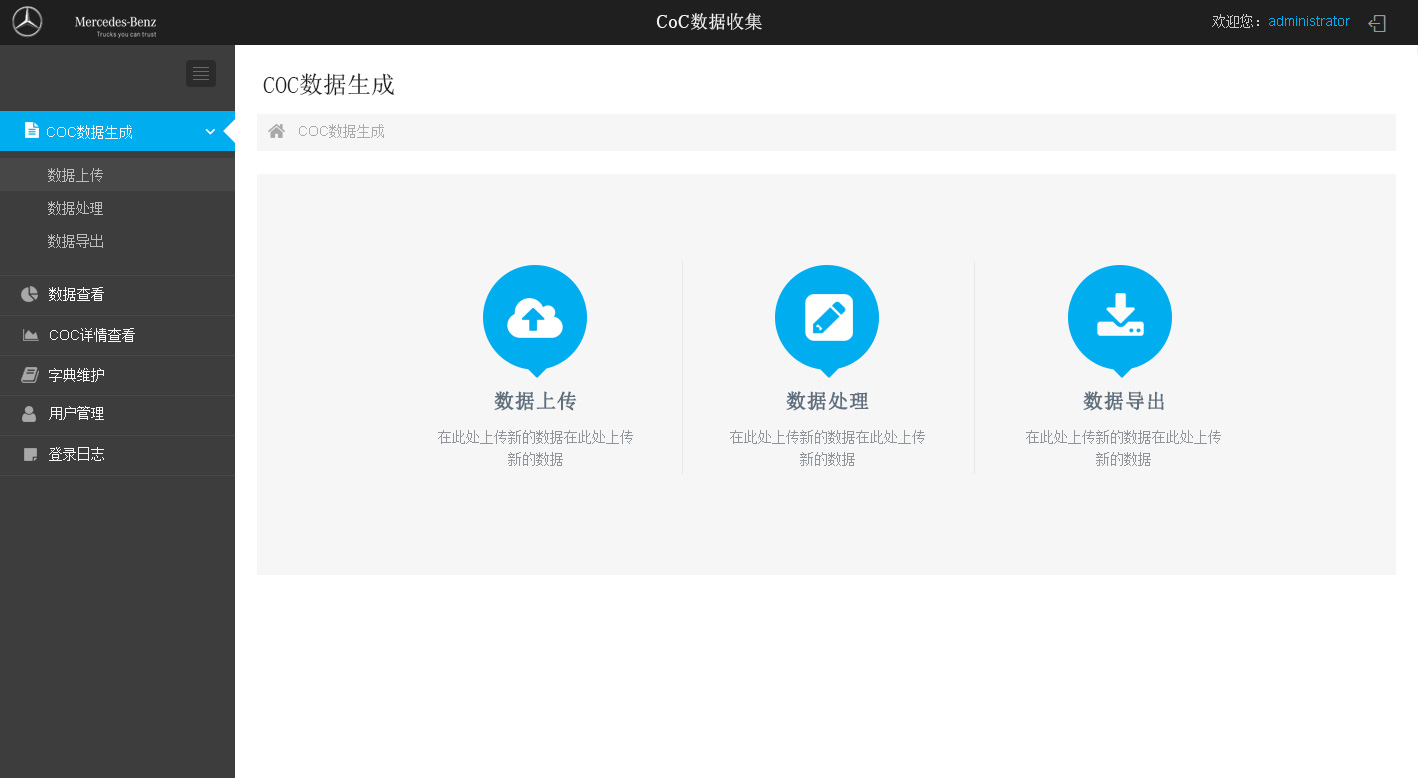 Mercedes-Benz
Trucks you can trust
CoC数据收集
欢迎您：administrator
COC数据生成
数据上传
数据处理
数据导出
数据查看
COC详情查看
字典维护
用户管理
登录日志
COC数据生成
COC数据生成
数据上传
在此处上传新的数据在此处上传
新的数据
数据处理
在此处上传新的数据在此处上传
新的数据
数据导出
在此处上传新的数据在此处上传
新的数据